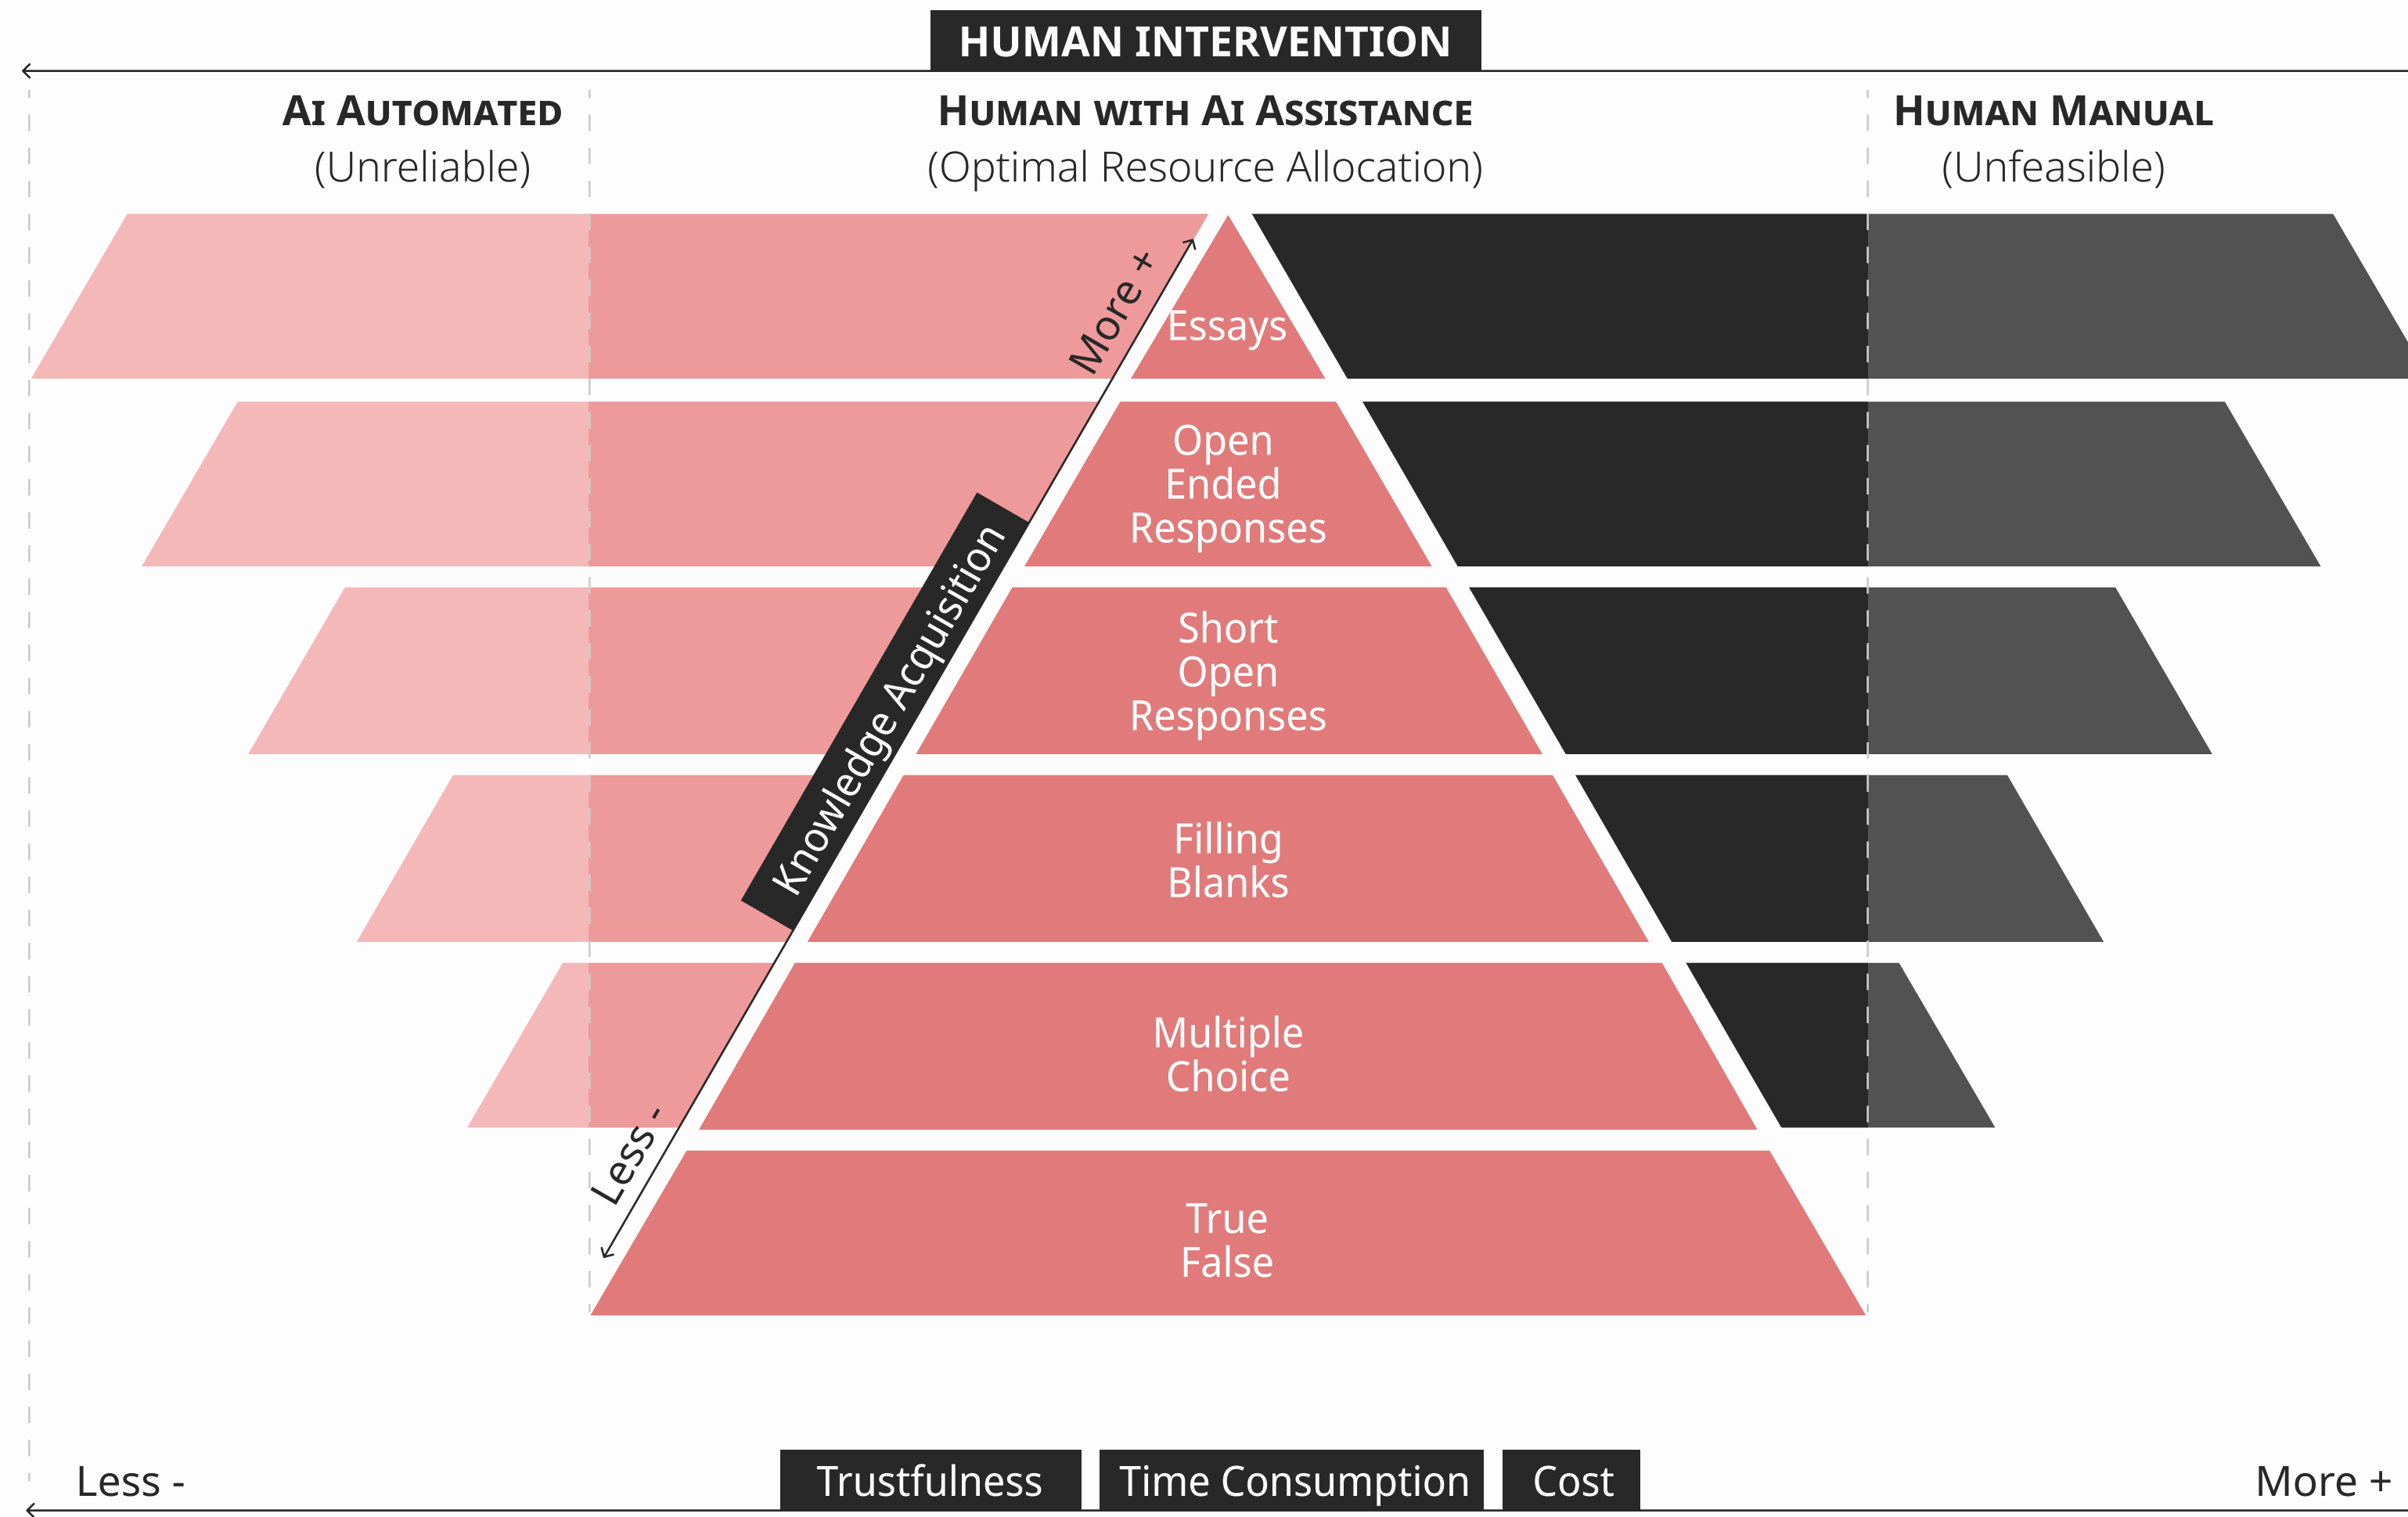 HUMAN INTERVENTION
AI AUTOMATED
(Unreliable)
HUMAN WITH AI ASSISTANCE
(Optimal Resource Allocation)
HUMAN MANUAL
(Unfeasible)
More +
Knowledge Acquisition
Less -
Essays
Open
Ended
Responses
Short
Open
Responses
Filling
Blanks
Multiple
Choice
True
False
Less -
Trustfulness
Time Consumption
Cost
More +